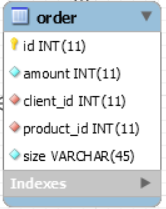 order
id INT(11)
amount INT(11)
client_id INT(11)
product_id INT(11)
size VARCHAR(45)
Indexes